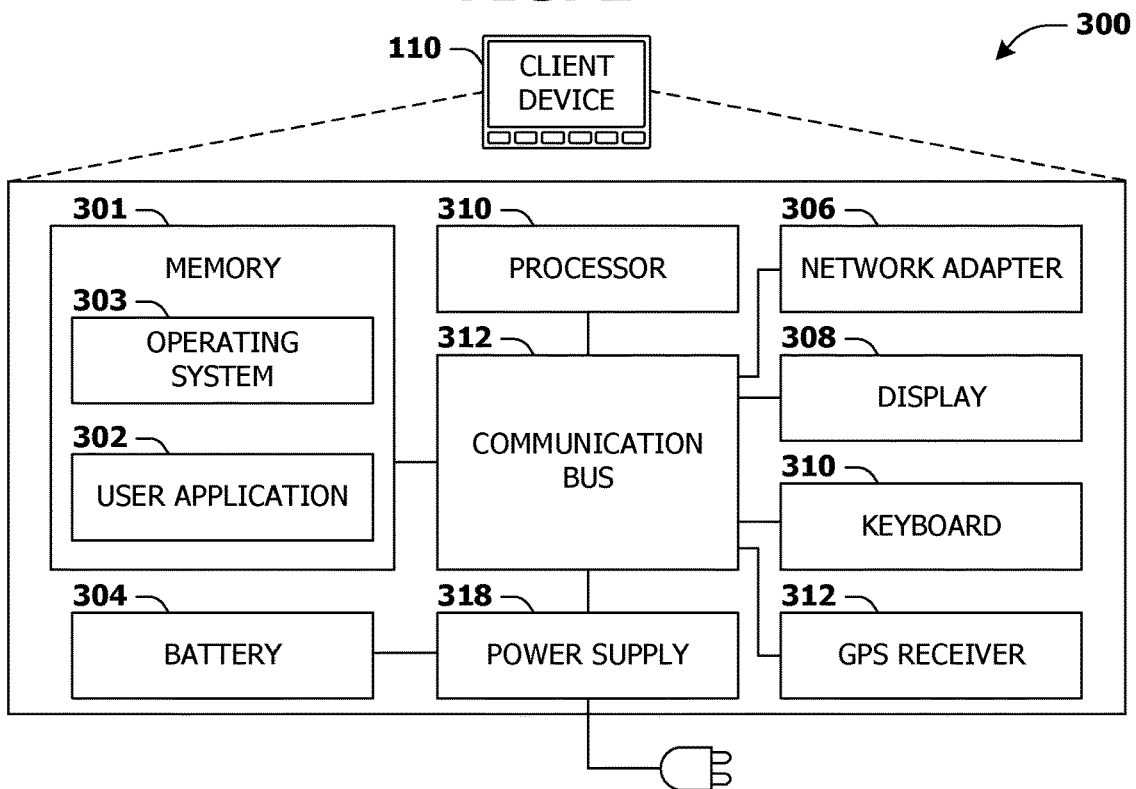 300
110
CLIENT
DEVICE
301
MEMORY
303
OPERATING
SYSTEM
302
USER APPLICATION
310
PROCESSOR
312
COMMUNICATION
BUS
306
NETWORK ADAPTER
308
DISPLAY
310
KEYBOARD
312
GPS RECEIVER
304
BATTERY
318
POWER SUPPLY